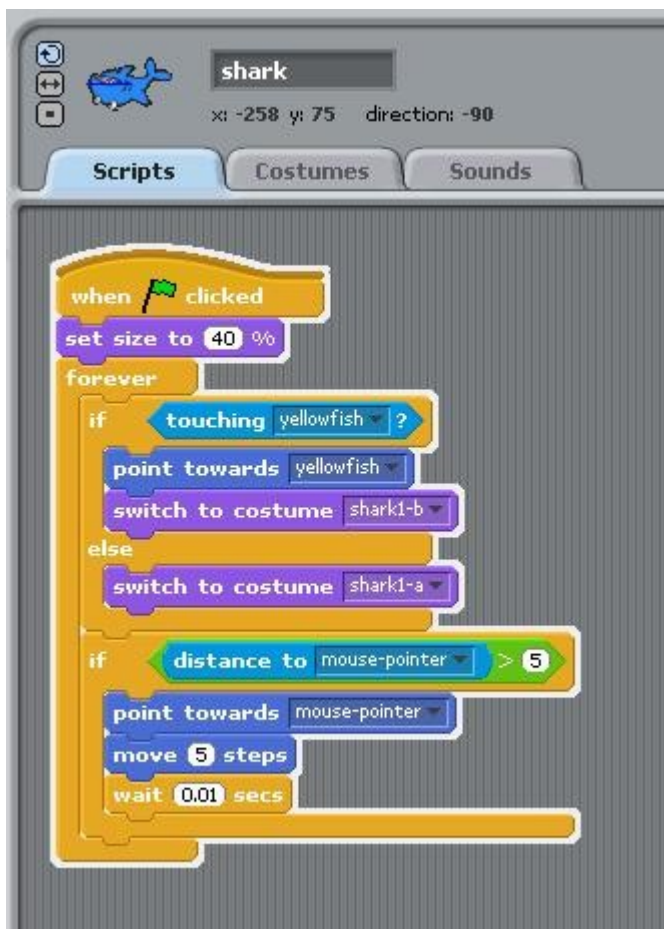 shark
x: -258 y: 75 direction: -90
Scripts Costumes Sounds
when clicked
set size to 40 %
forever
if touching yellowfish ?
point towards yellowfish
switch to costume shark1-b
else
switch to costume shark1-a
if distance to mouse-pointer > 5
point towards mouse-pointer
move 5 steps
wait 0.01 secs